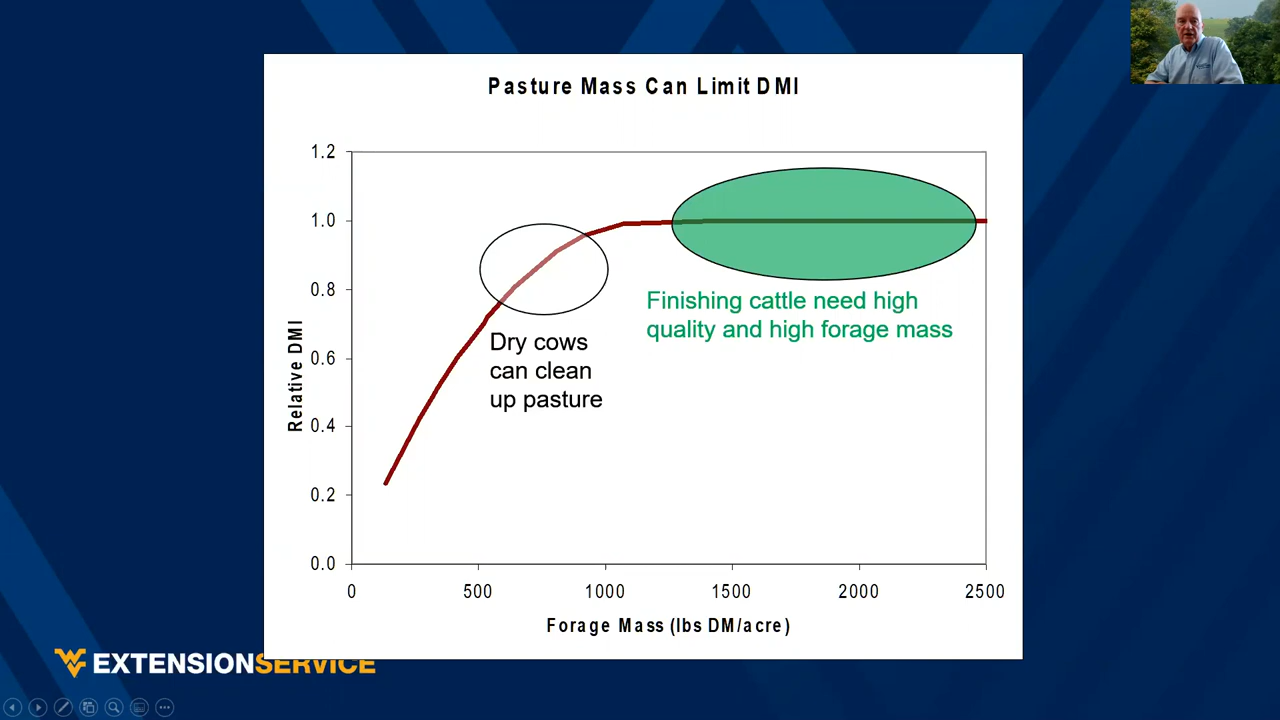 Pasture Mass Can Limit DMI
1.2
1.0
0.8
0.6
0.4
0.2
0.0
Relative DMI
Finishing cattle need high
quality and high forage mass
Dry cows
can clean
up pasture
0 500 1000 1500 2000 2500
Forage Mass (lbs DM/acre)
WV EXTENSIONSERVICE